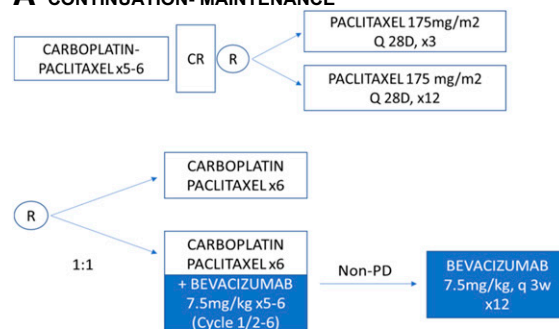 A CONTINUATION- MAINTENANCE
CARBOPLATIN-
PACLITAXEL x5-6
CR
R
PACLITAXEL 175mg/m2
Q 28D, x3
PACLITAXEL 175 mg/m2
Q 28D, x12
R
1:1
CARBOPLATIN
PACLITAXEL x6
CARBOPLATIN
PACLITAXEL x6
+ BEVACIZUMAB
7.5mg/kg x5-6
(Cycle 1/2-6)
Non-PD
BEVACIZUMAB
7.5mg/kg, q 3w
x12